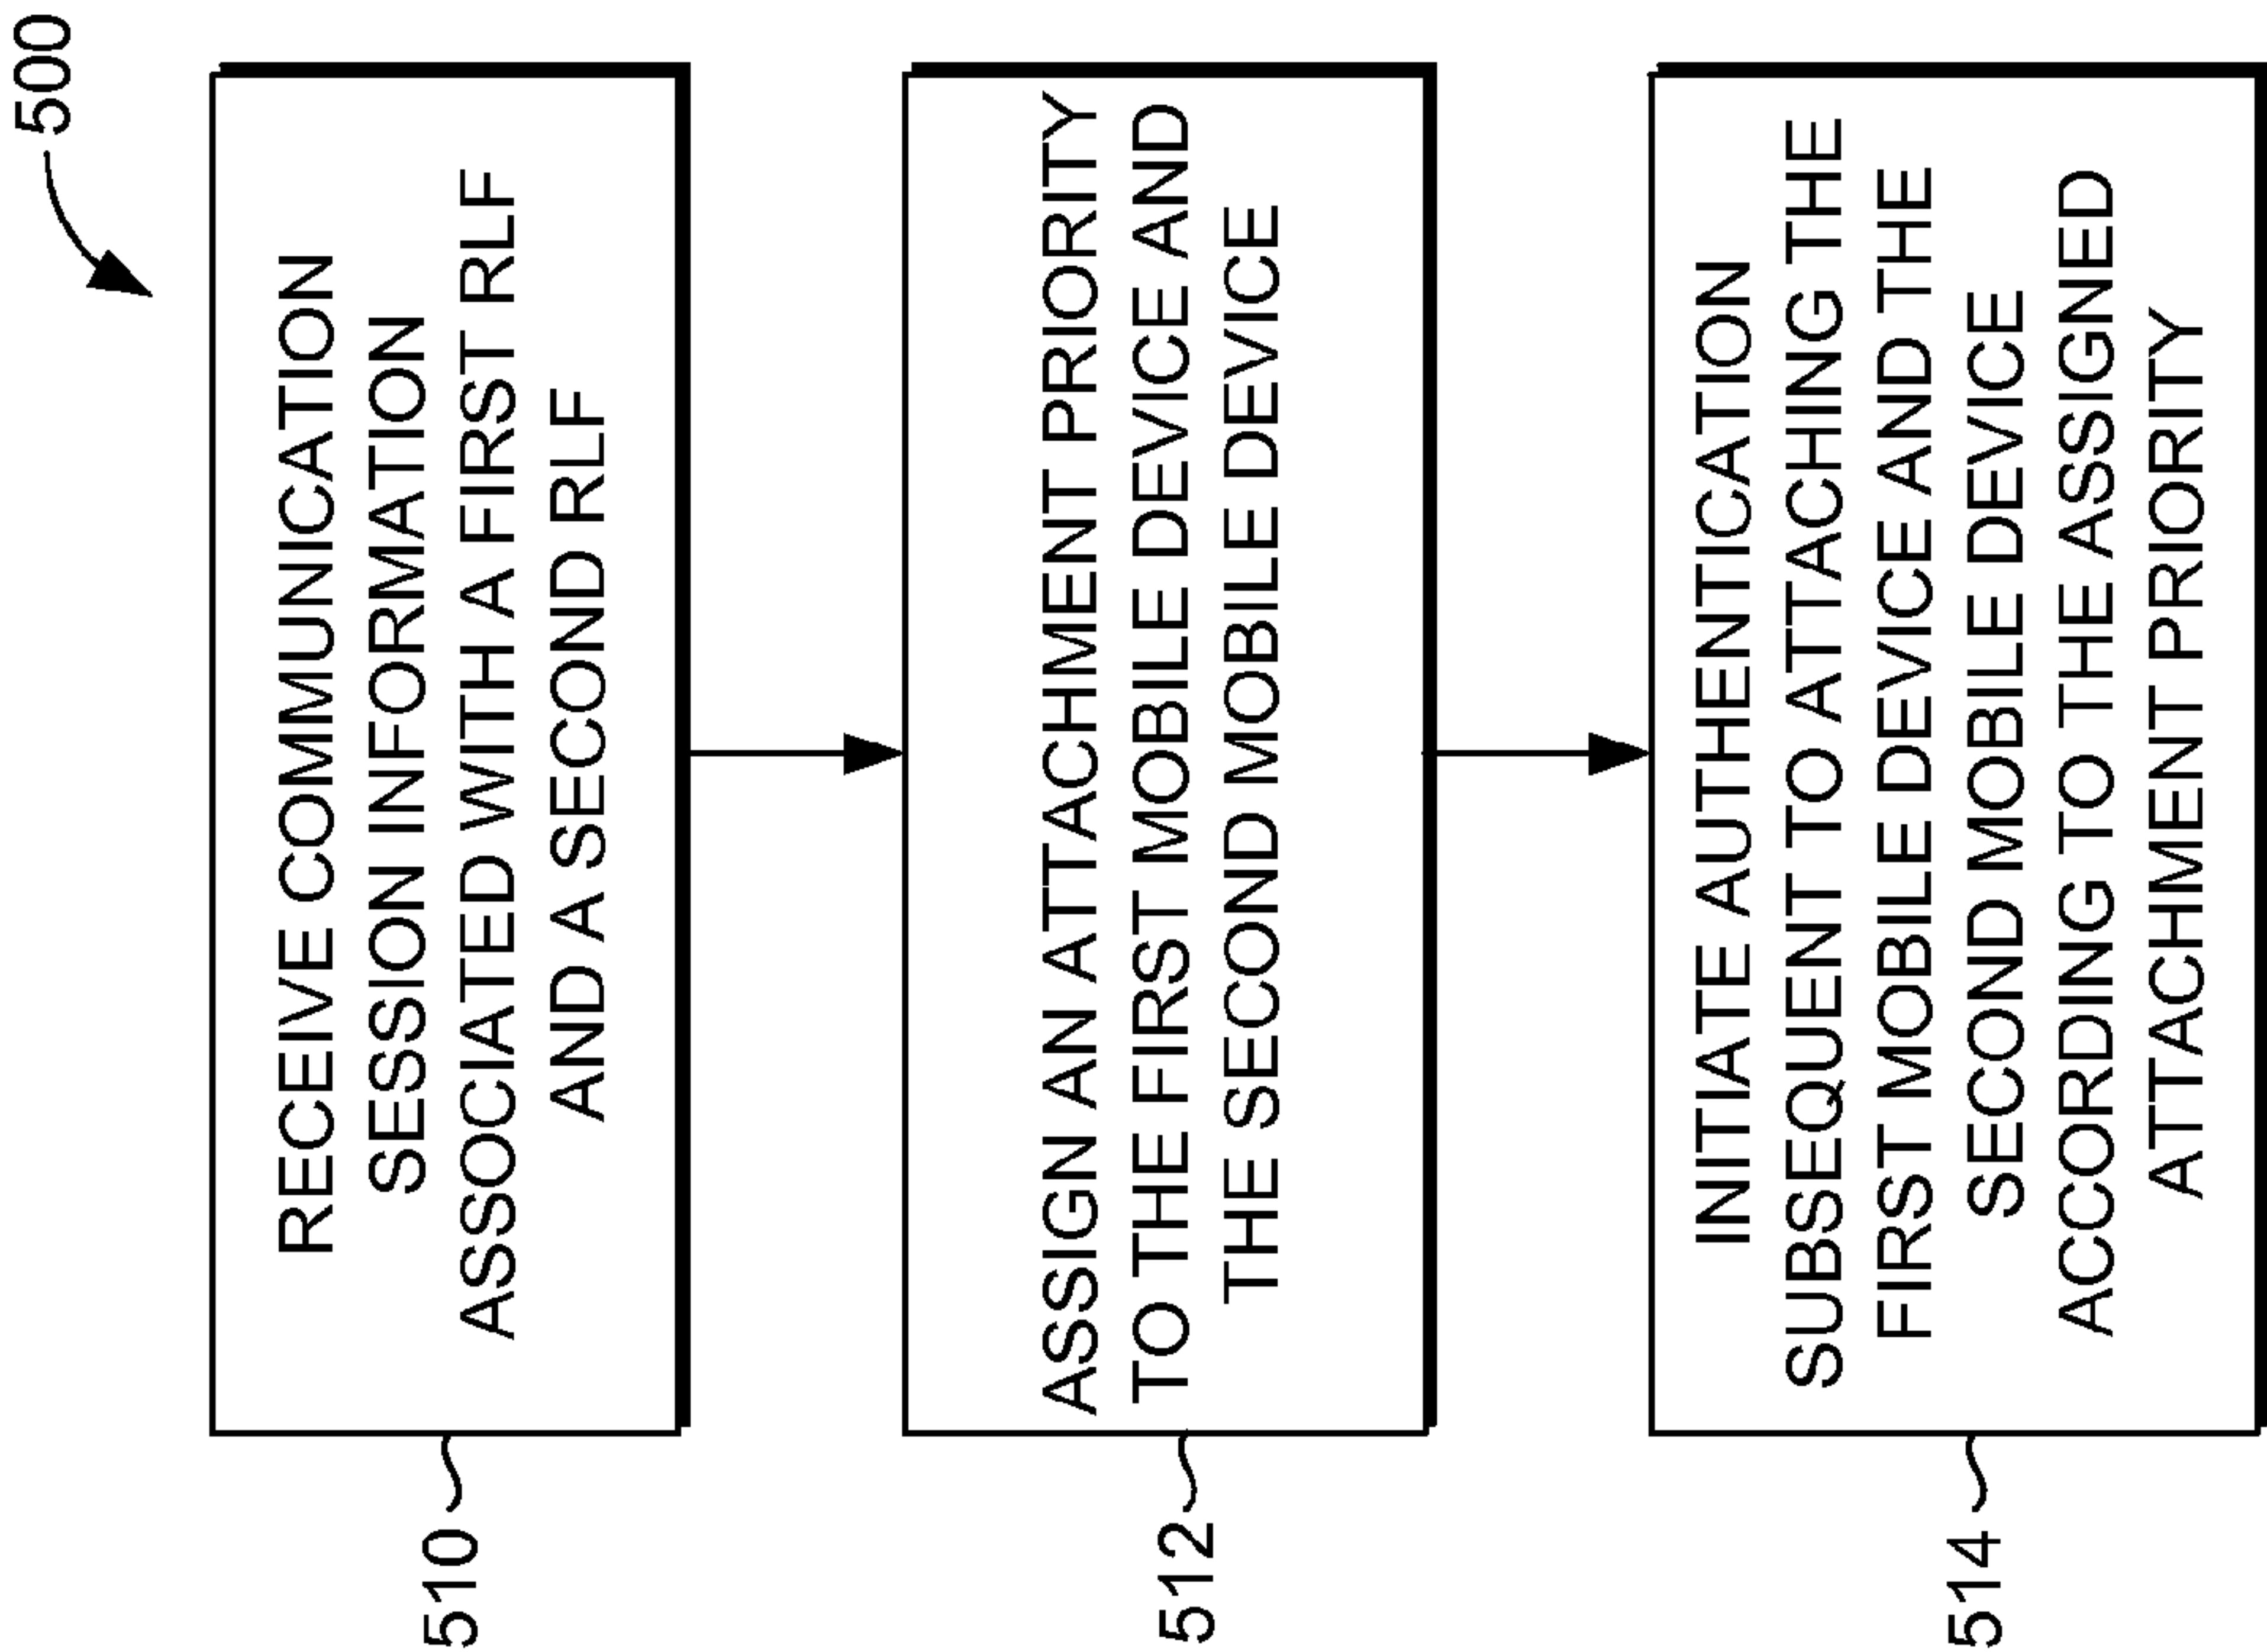 500
RECEIVE COMMUNICATION
SESSION INFORMATION
ASSOCIATED WITH A FIRST RLF
AND A SECOND RLF
510
ASSIGN AN ATTACHMENT PRIORITY
TO THE FIRST MOBILE DEVICE AND
THE SECOND MOBILE DEVICE
512
INITIATE AUTHENTICATION
SUBSEQUENT TO ATTACHING THE
FIRST MOBILE DEVICE AND THE
SECOND MOBILE DEVICE
ACCORDING TO THE ASSIGNED
ATTACHMENT PRIORITY
514